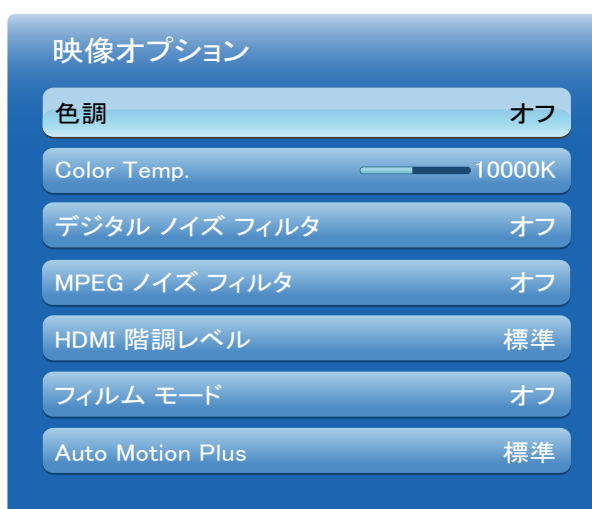 映像オプション
色調 オフ
Color Temp. 10000K
デジタル ノイズ フィルタ オフ
MPEG ノイズ フィルタ オフ
HDMI 階調レベル 標準
フィルム モード オフ
Auto Motion Plus 標準